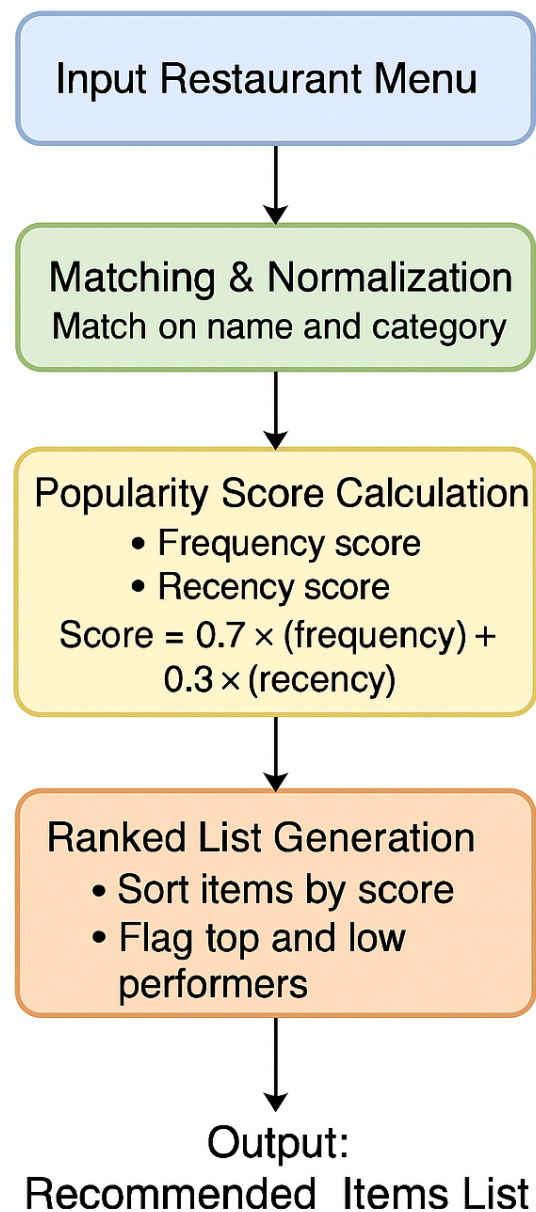 Input Restaurant Menu
Matching & Normalization
Match on name and category
Popularity Score Calculation
• Frequency score
• Recency score
Score = 0.7 × (frequency) +
0.3 × (recency)
Ranked List Generation
• Sort items by score
• Flag top and low
performers
Output:
Recommended Items List